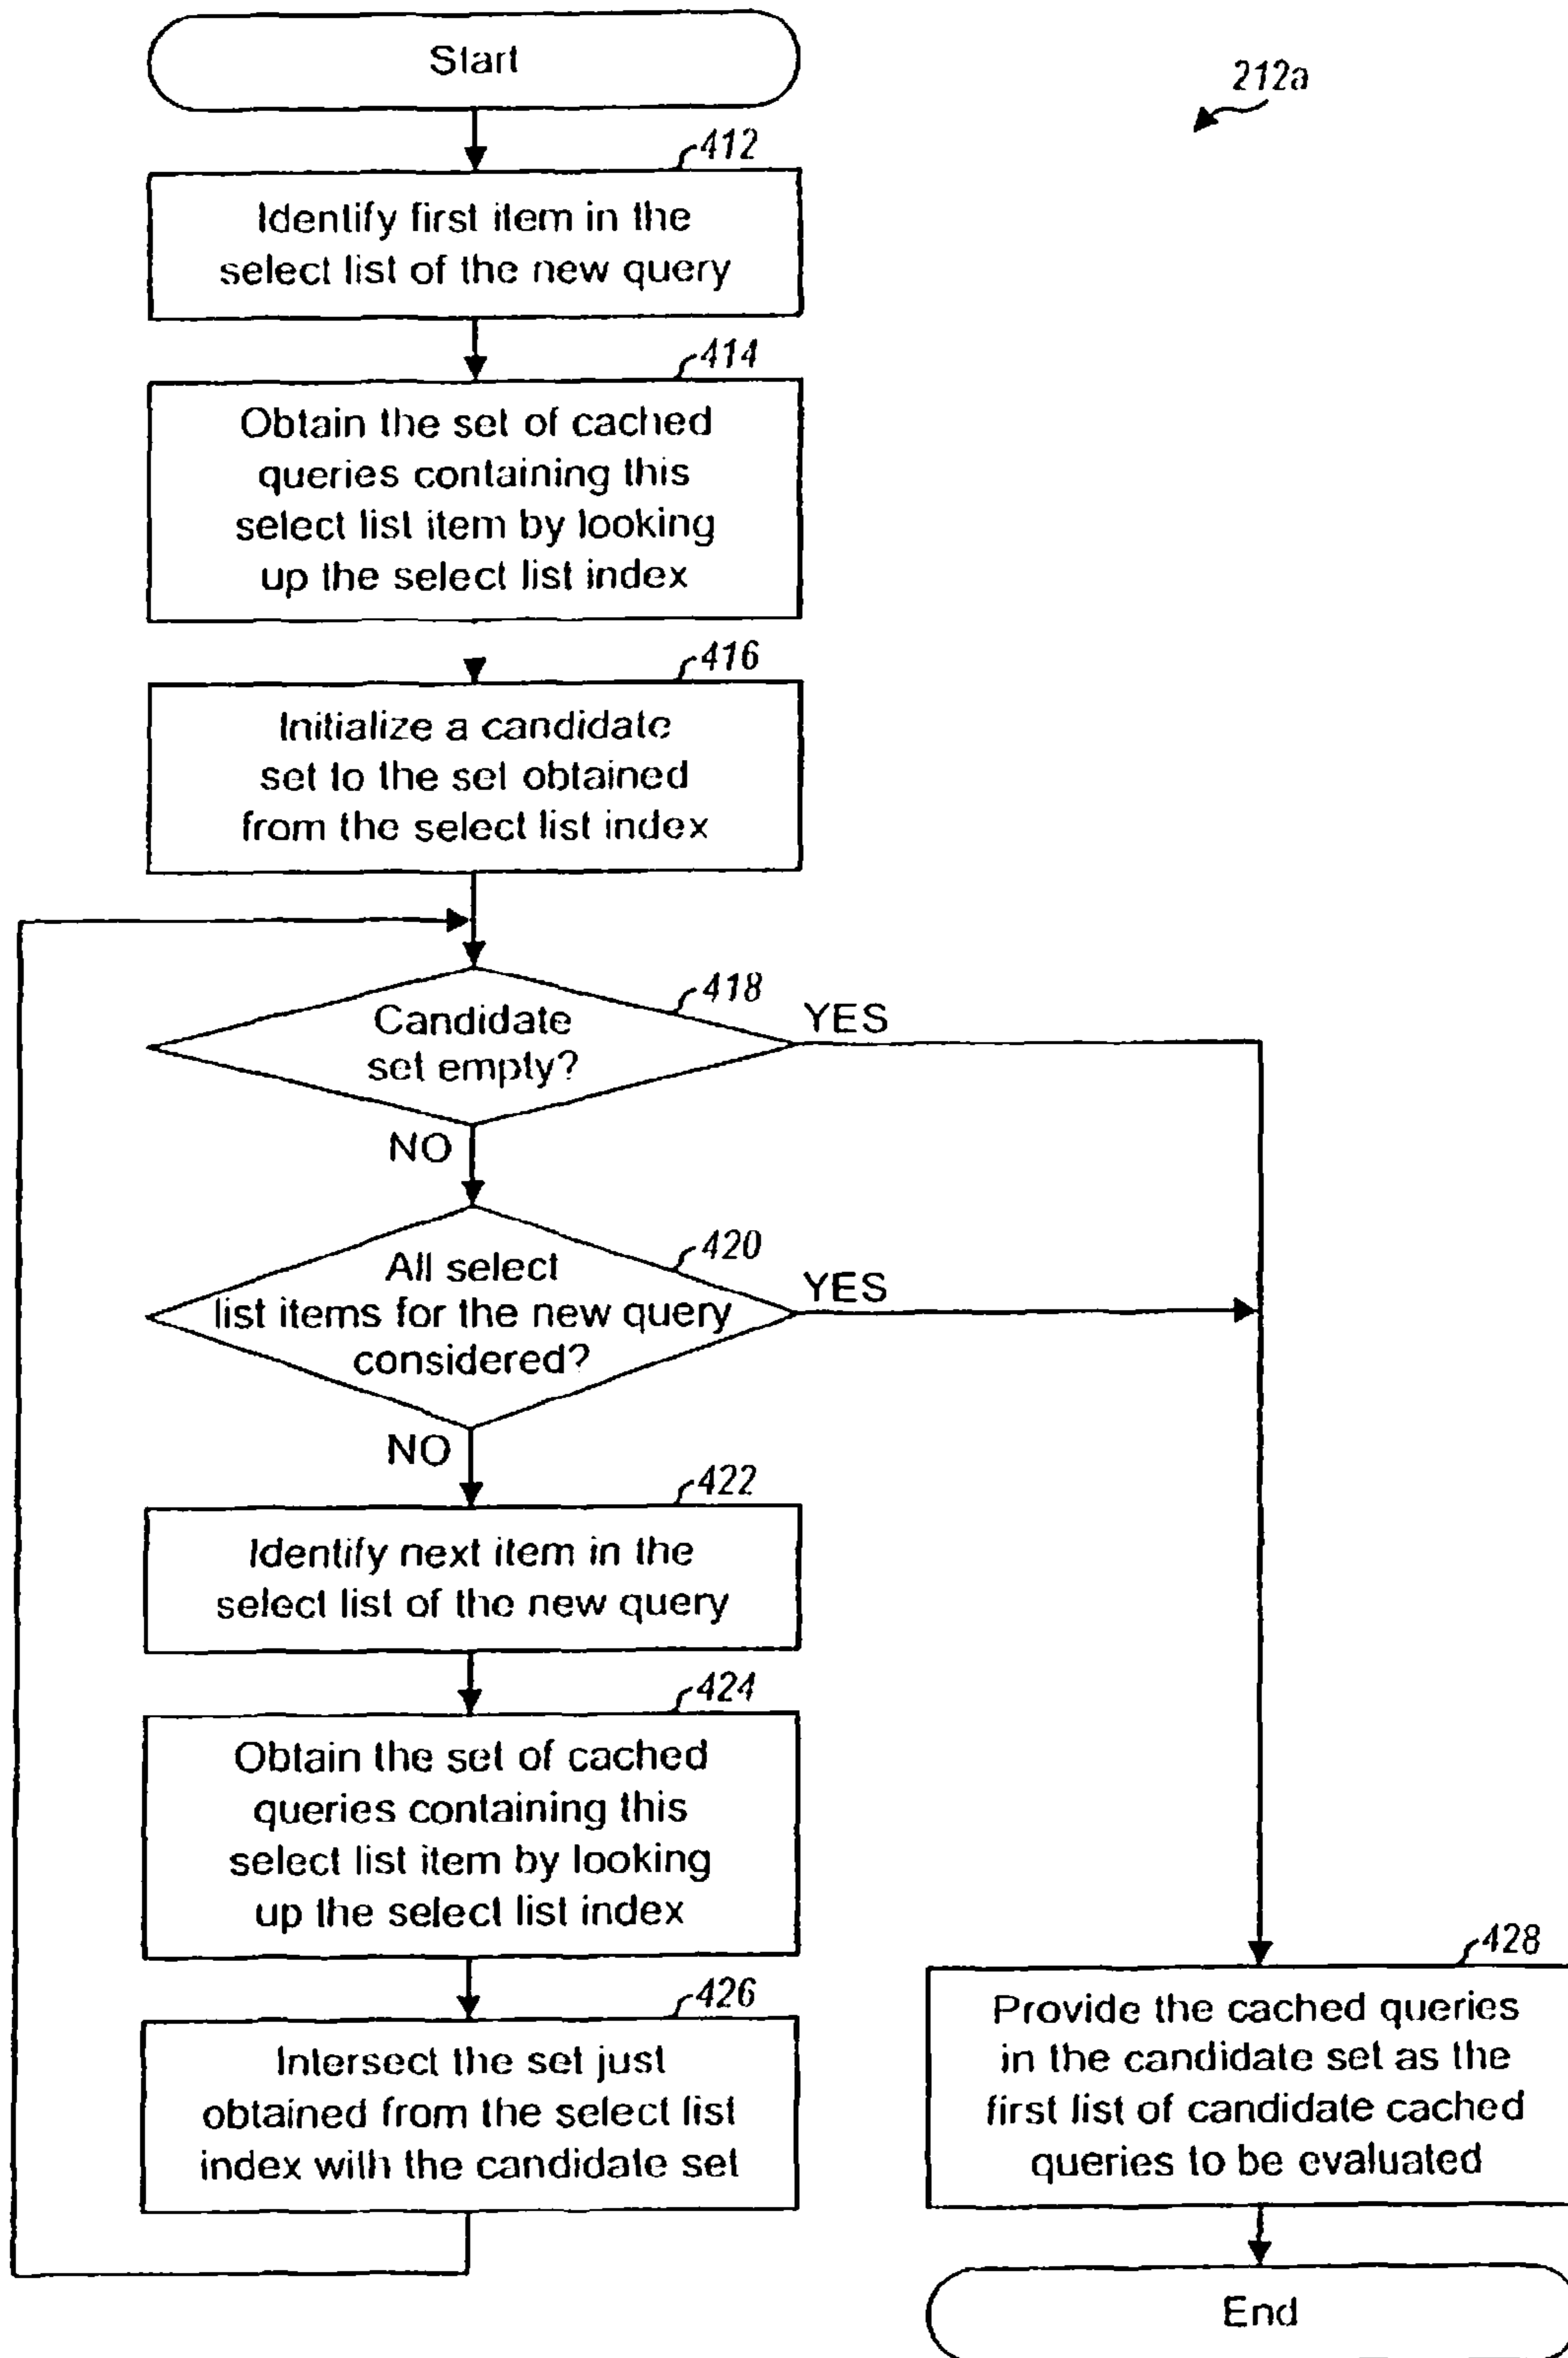 Start
212a
412
Identify first item in the
select list of the new query
414
Obtain the set of cached
queries containing this
select list item by looking
up the select list index
416
Initialize a candidate
set to the set obtained
from the select list index
418
Candidate
set empty?
YES
NO
420
All select
list items for the new query
considered?
YES
NO
422
Identify next item in the
select list of the new query
424
Obtain the set of cached
queries containing this
select list item by looking
up the select list index
426
Intersect the set just
obtained from the select list
index with the candidate set
428
Provide the cached queries
in the candidate set as the
first list of candidate cached
queries to be evaluated
End